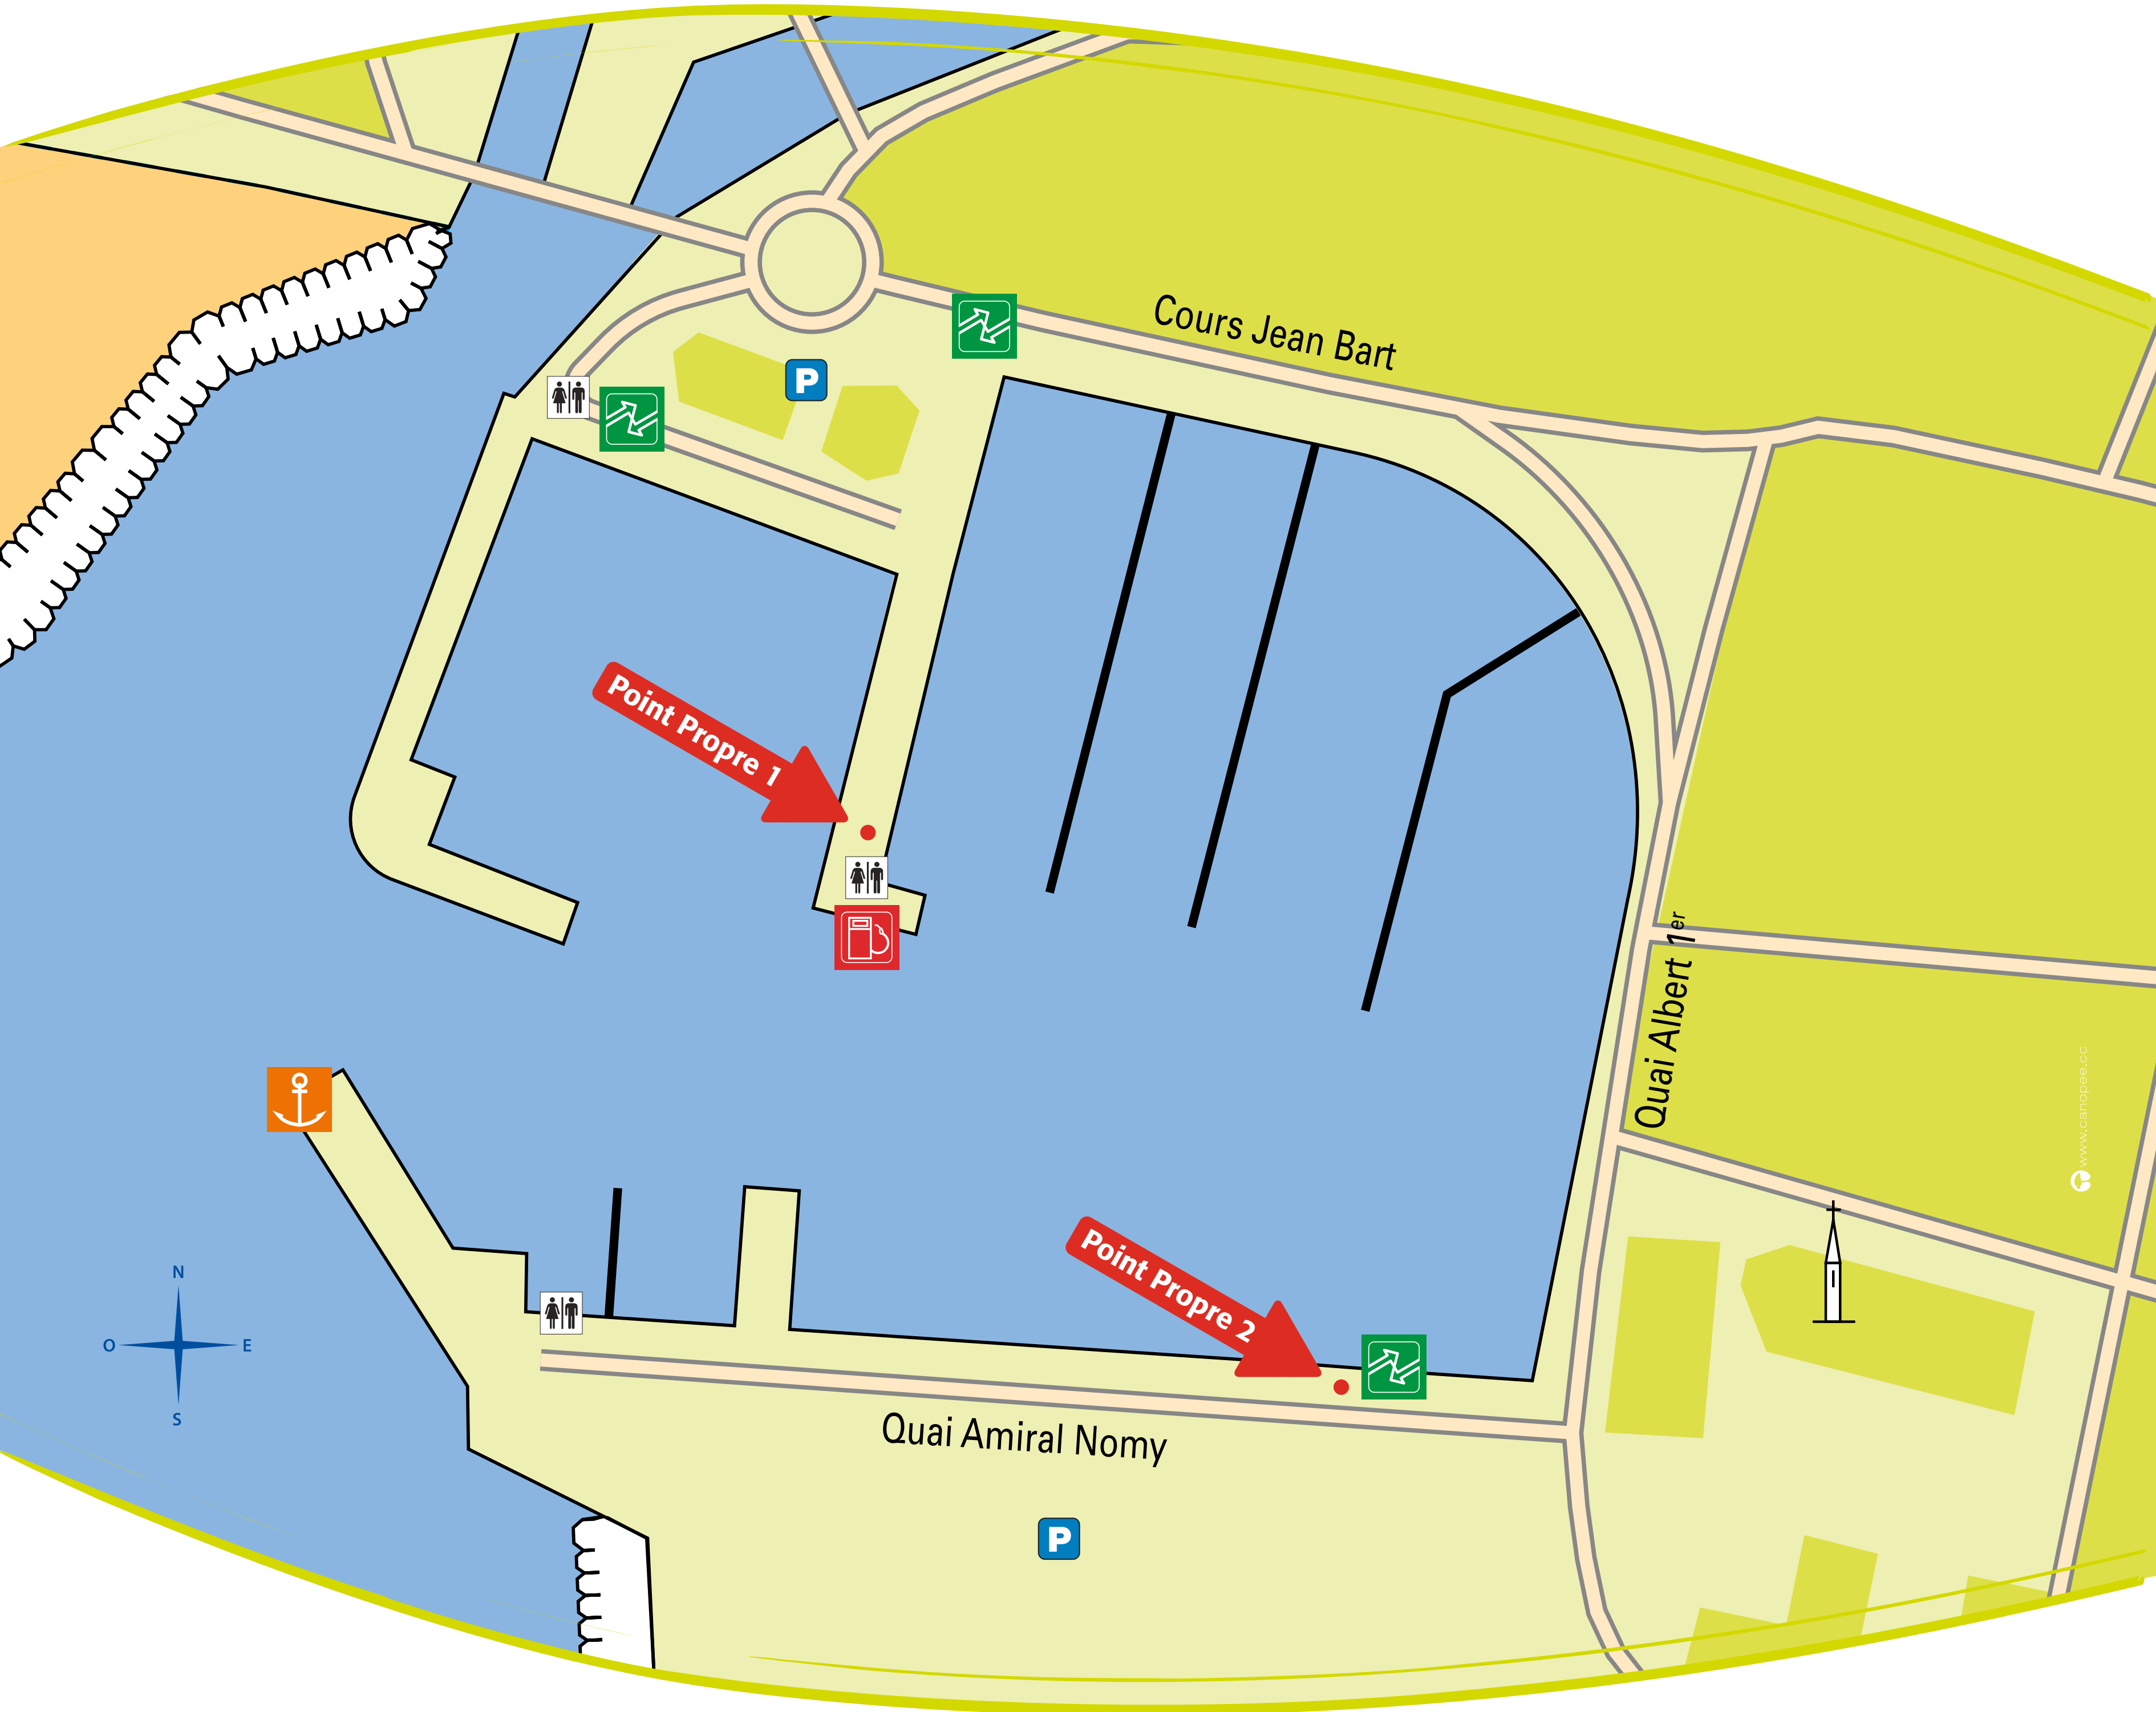 Cours Jean Bart
P
Point Propre 1
Quai Albert 1er
www.canopee.cc
Point Propre 2
N
O E
S
Quai Amiral Nomy
P